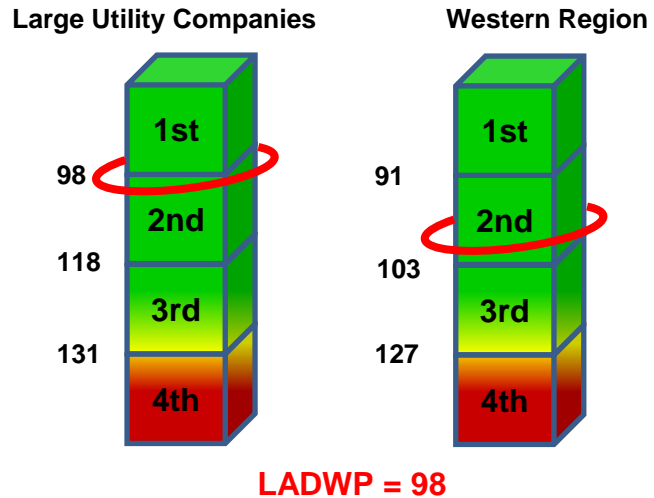 Large Utility Companies
1st
98
2nd
118
3rd
131
4th
Western Region
1st
91
2nd
103
3rd
127
4th
LADWP = 98